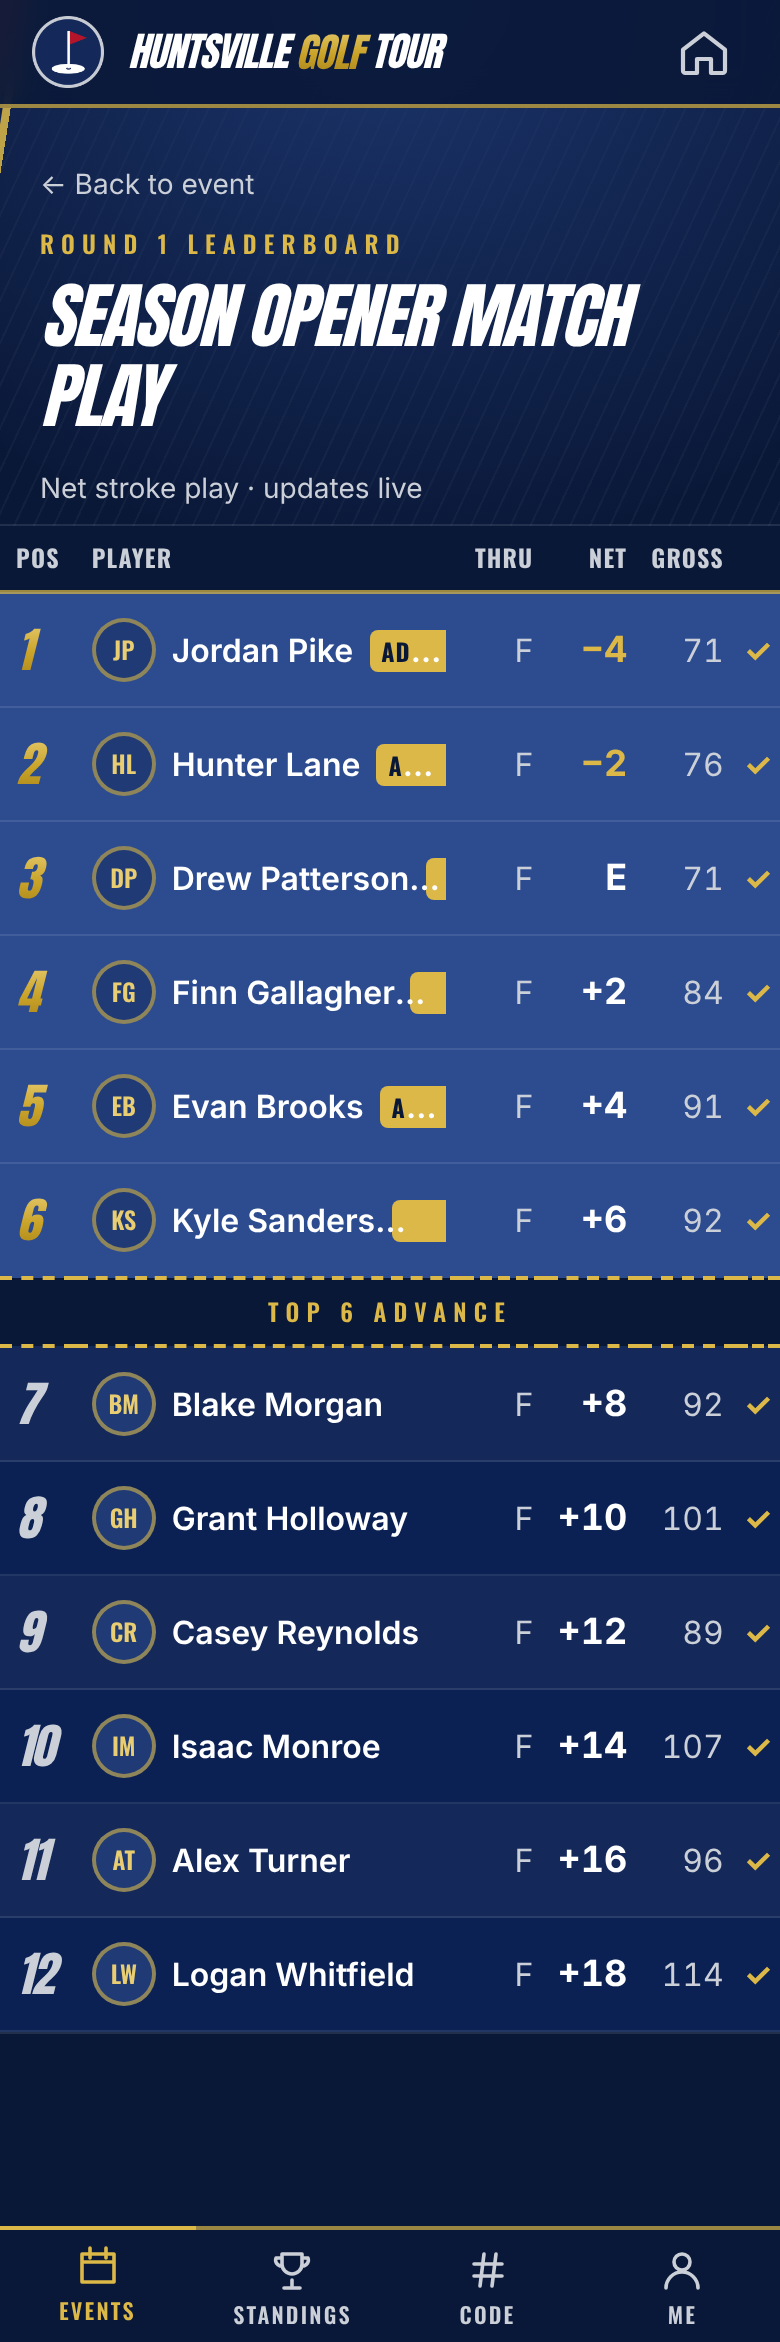 HUNTSVILLE GOLF TOUR
← Back to event
ROUND 1 LEADERBOARD
SEASON OPENER MATCH
PLAY
Net stroke play · updates live
POS PLAYER THRU NET GROSS
1 JP Jordan Pike AD... F −4 71 ✓
2 HL Hunter Lane A... F −2 76 ✓
3 DP Drew Patterson... F E 71 ✓
4 FG Finn Gallagher... F +2 84 ✓
5 EB Evan Brooks A... F +4 91 ✓
6 KS Kyle Sanders... F +6 92 ✓
TOP 6 ADVANCE
7 BM Blake Morgan F +8 92 ✓
8 GH Grant Holloway F +10 101 ✓
9 CR Casey Reynolds F +12 89 ✓
10 IM Isaac Monroe F +14 107 ✓
11 AT Alex Turner F +16 96 ✓
12 LW Logan Whitfield F +18 114 ✓
EVENTS STANDINGS CODE ME